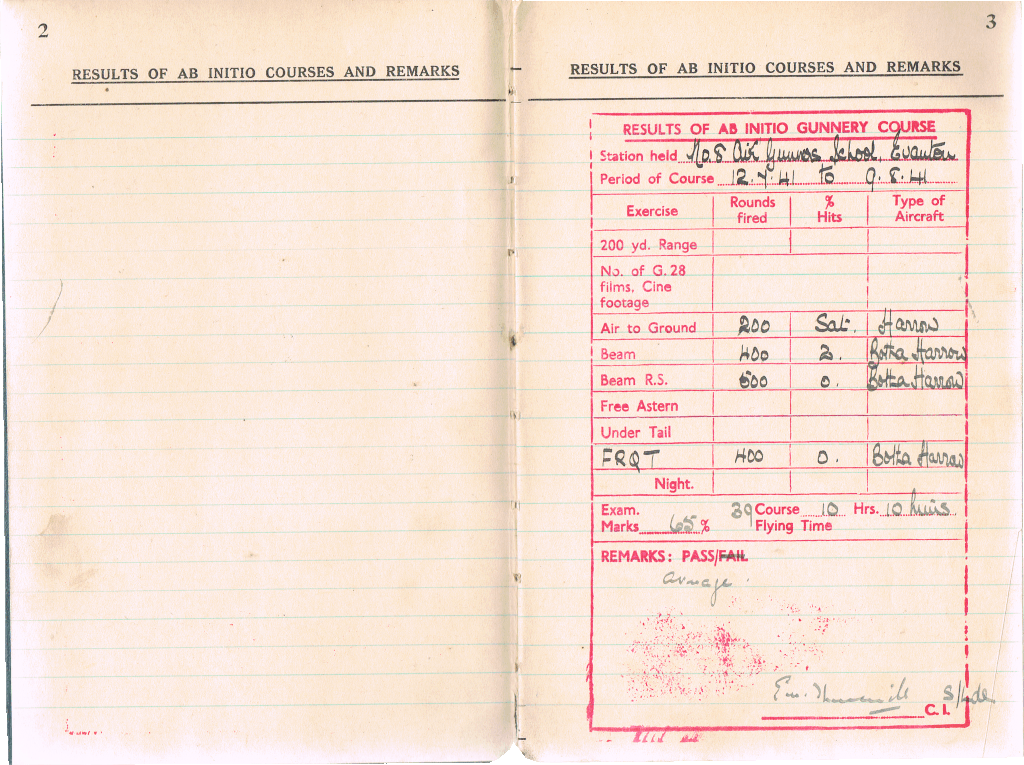 2
RESULTS OF AB INITIO COURSES AND REMARKS
3
RESULTS OF AB INITIO COURSES AND REMARKS
RESULTS OF AB INITIO GUNNERY COURSE
Station held No.8 Air Gunners School, Evanton
Period of Course 12.7.41 to 9.8.41
Exercise Rounds fired % Hits Type of Aircraft
200 yd. Range
No. of G.28
films, Cine
footage
Air to Ground 200 Sat. Harrow
Beam 400 2. Botha Harrow
Beam R.S. 500 0. Botha Harrow
Free Astern
Under Tail
FRQT 400 0. Botha Harrow
Night.
Exam. 39 Course 10 Hrs. 10 mins
Marks 65 % Flying Time
REMARKS: PASS/FAIL
average.
S/Ldr.
C.I.